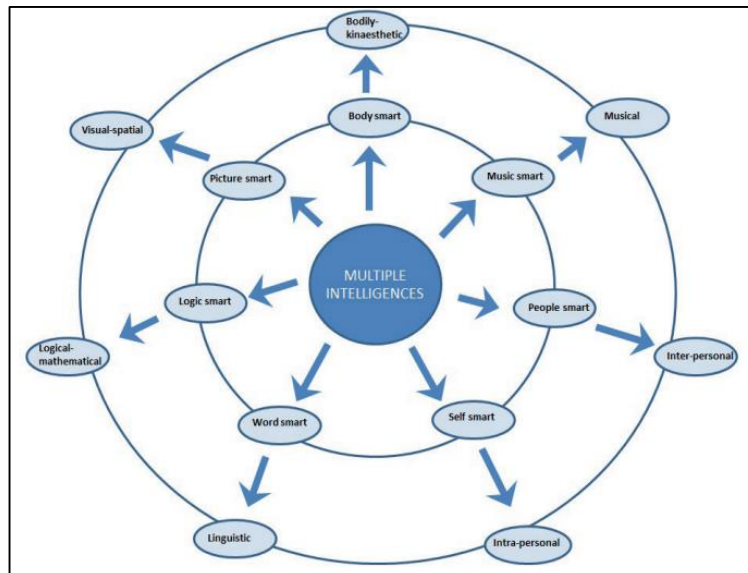 Bodily-
kinaesthetic
Visual-spatial
Body smart
Musical
Picture smart
Music smart
MULTIPLE
INTELLIGENCES
Logic smart
People smart
Logical-
mathematical
Inter-personal
Word smart
Self smart
Linguistic
Intra-personal